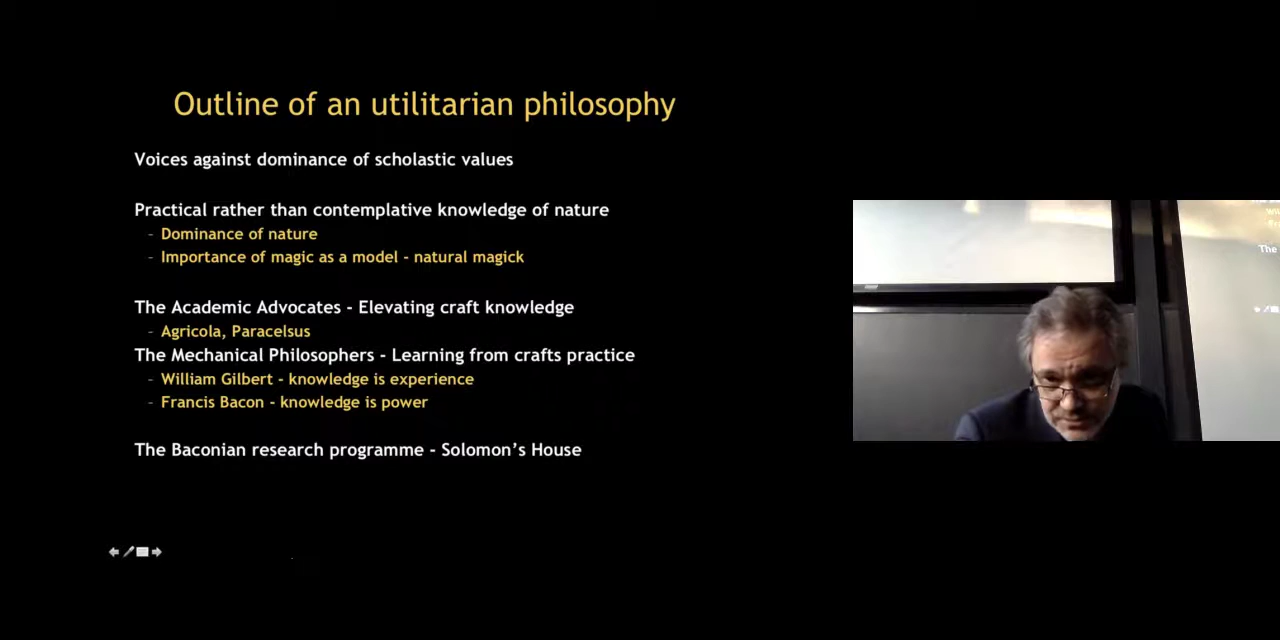 Outline of an utilitarian philosophy
Voices against dominance of scholastic values
Practical rather than contemplative knowledge of nature
- Dominance of nature
- Importance of magic as a model - natural magick
The Academic Advocates - Elevating craft knowledge
- Agricola, Paracelsus
The Mechanical Philosophers - Learning from crafts practice
- William Gilbert - knowledge is experience
- Francis Bacon - knowledge is power
The Baconian research programme - Solomon's House
The